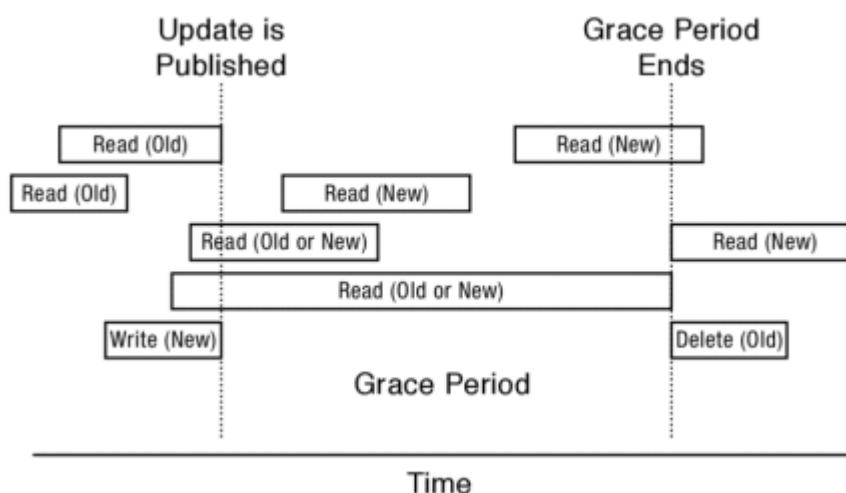 Update is
Published
Grace Period
Ends
Read (Old)
Read (New)
Read (Old)
Read (New)
Read (Old or New)
Read (New)
Read (Old or New)
Write (New)
Delete (Old)
Grace Period
Time